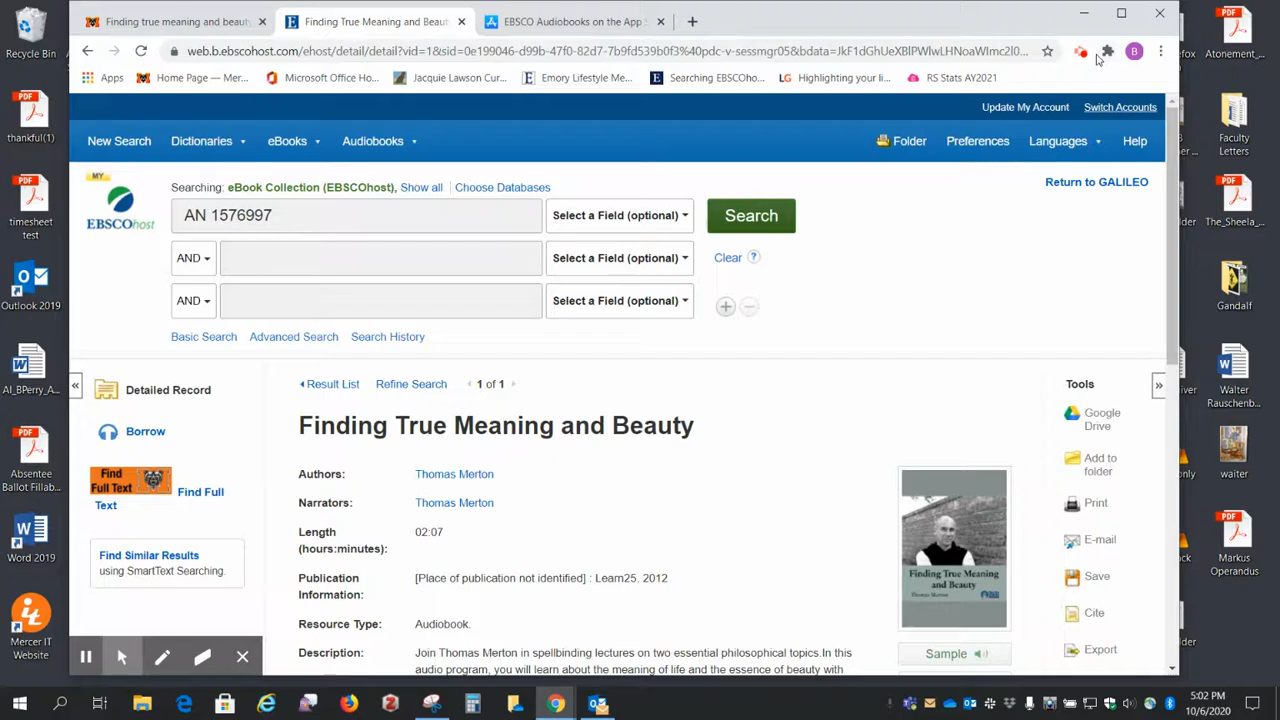 Finding true meaning and beauty
Finding True Meaning and Beaut
EBSCO Audiobooks on the App S
web.b.ebscohost.com/ehost/detail/detail?vid=1&sid=0e199046-d99b-47f0-82d7-7b9fd539b0f3%40pdc-v-sessmgr05&bdata=JkF1dGhUeXBlPWlwLHNoaWImc2l0...
B
Apps
Home Page — Mer...
Microsoft Office Ho...
Jacquie Lawson Cur...
Emory Lifestyle Me...
Searching EBSCOho...
LG
Highlighting your li...
RS Stats AY2021
Update My Account
Switch Accounts
New Search
Dictionaries
eBooks
Audiobooks
Folder
Preferences
Languages
Help
MY
EBSCOhost
Searching: eBook Collection (EBSCOhost), Show all
Choose Databases
Return to GALILEO
AN 1576997
Select a Field (optional)
Search
AND
Select a Field (optional)
Clear
?
AND
Select a Field (optional)
Basic Search
Advanced Search
Search History
Detailed Record
Borrow
Find
Full Text
Find Full
Text
Find Similar Results
using SmartText Searching.
Result List
Refine Search
1 of 1
Finding True Meaning and Beauty
Authors:
Thomas Merton
Narrators:
Thomas Merton
Length
(hours:minutes):
02:07
Publication
Information:
[Place of publication not identified] : Learn25. 2012
Resource Type:
Audiobook.
Description:
Join Thomas Merton in spellbinding lectures on two essential philosophical topics.In this
audio program, you will learn about the meaning of life and the essence of beauty with
Finding True Meaning
and Beauty
Thomas Merton
Sample
Tools
Google
Drive
Add to
folder
Print
E-mail
Save
Cite
Export
Recycle Bin
thankful(1)
timesheet
test
Outlook 2019
AI_BPerry_A...
Absentee
Ballot Fillab...
Word 2019
Mercer IT
Website
Atonement_...
Faculty
Letters
The_Sheela_...
Gandalf
Walter
Rauschenb...
waiter
Markus
Operandus
5:02 PM
10/6/2020